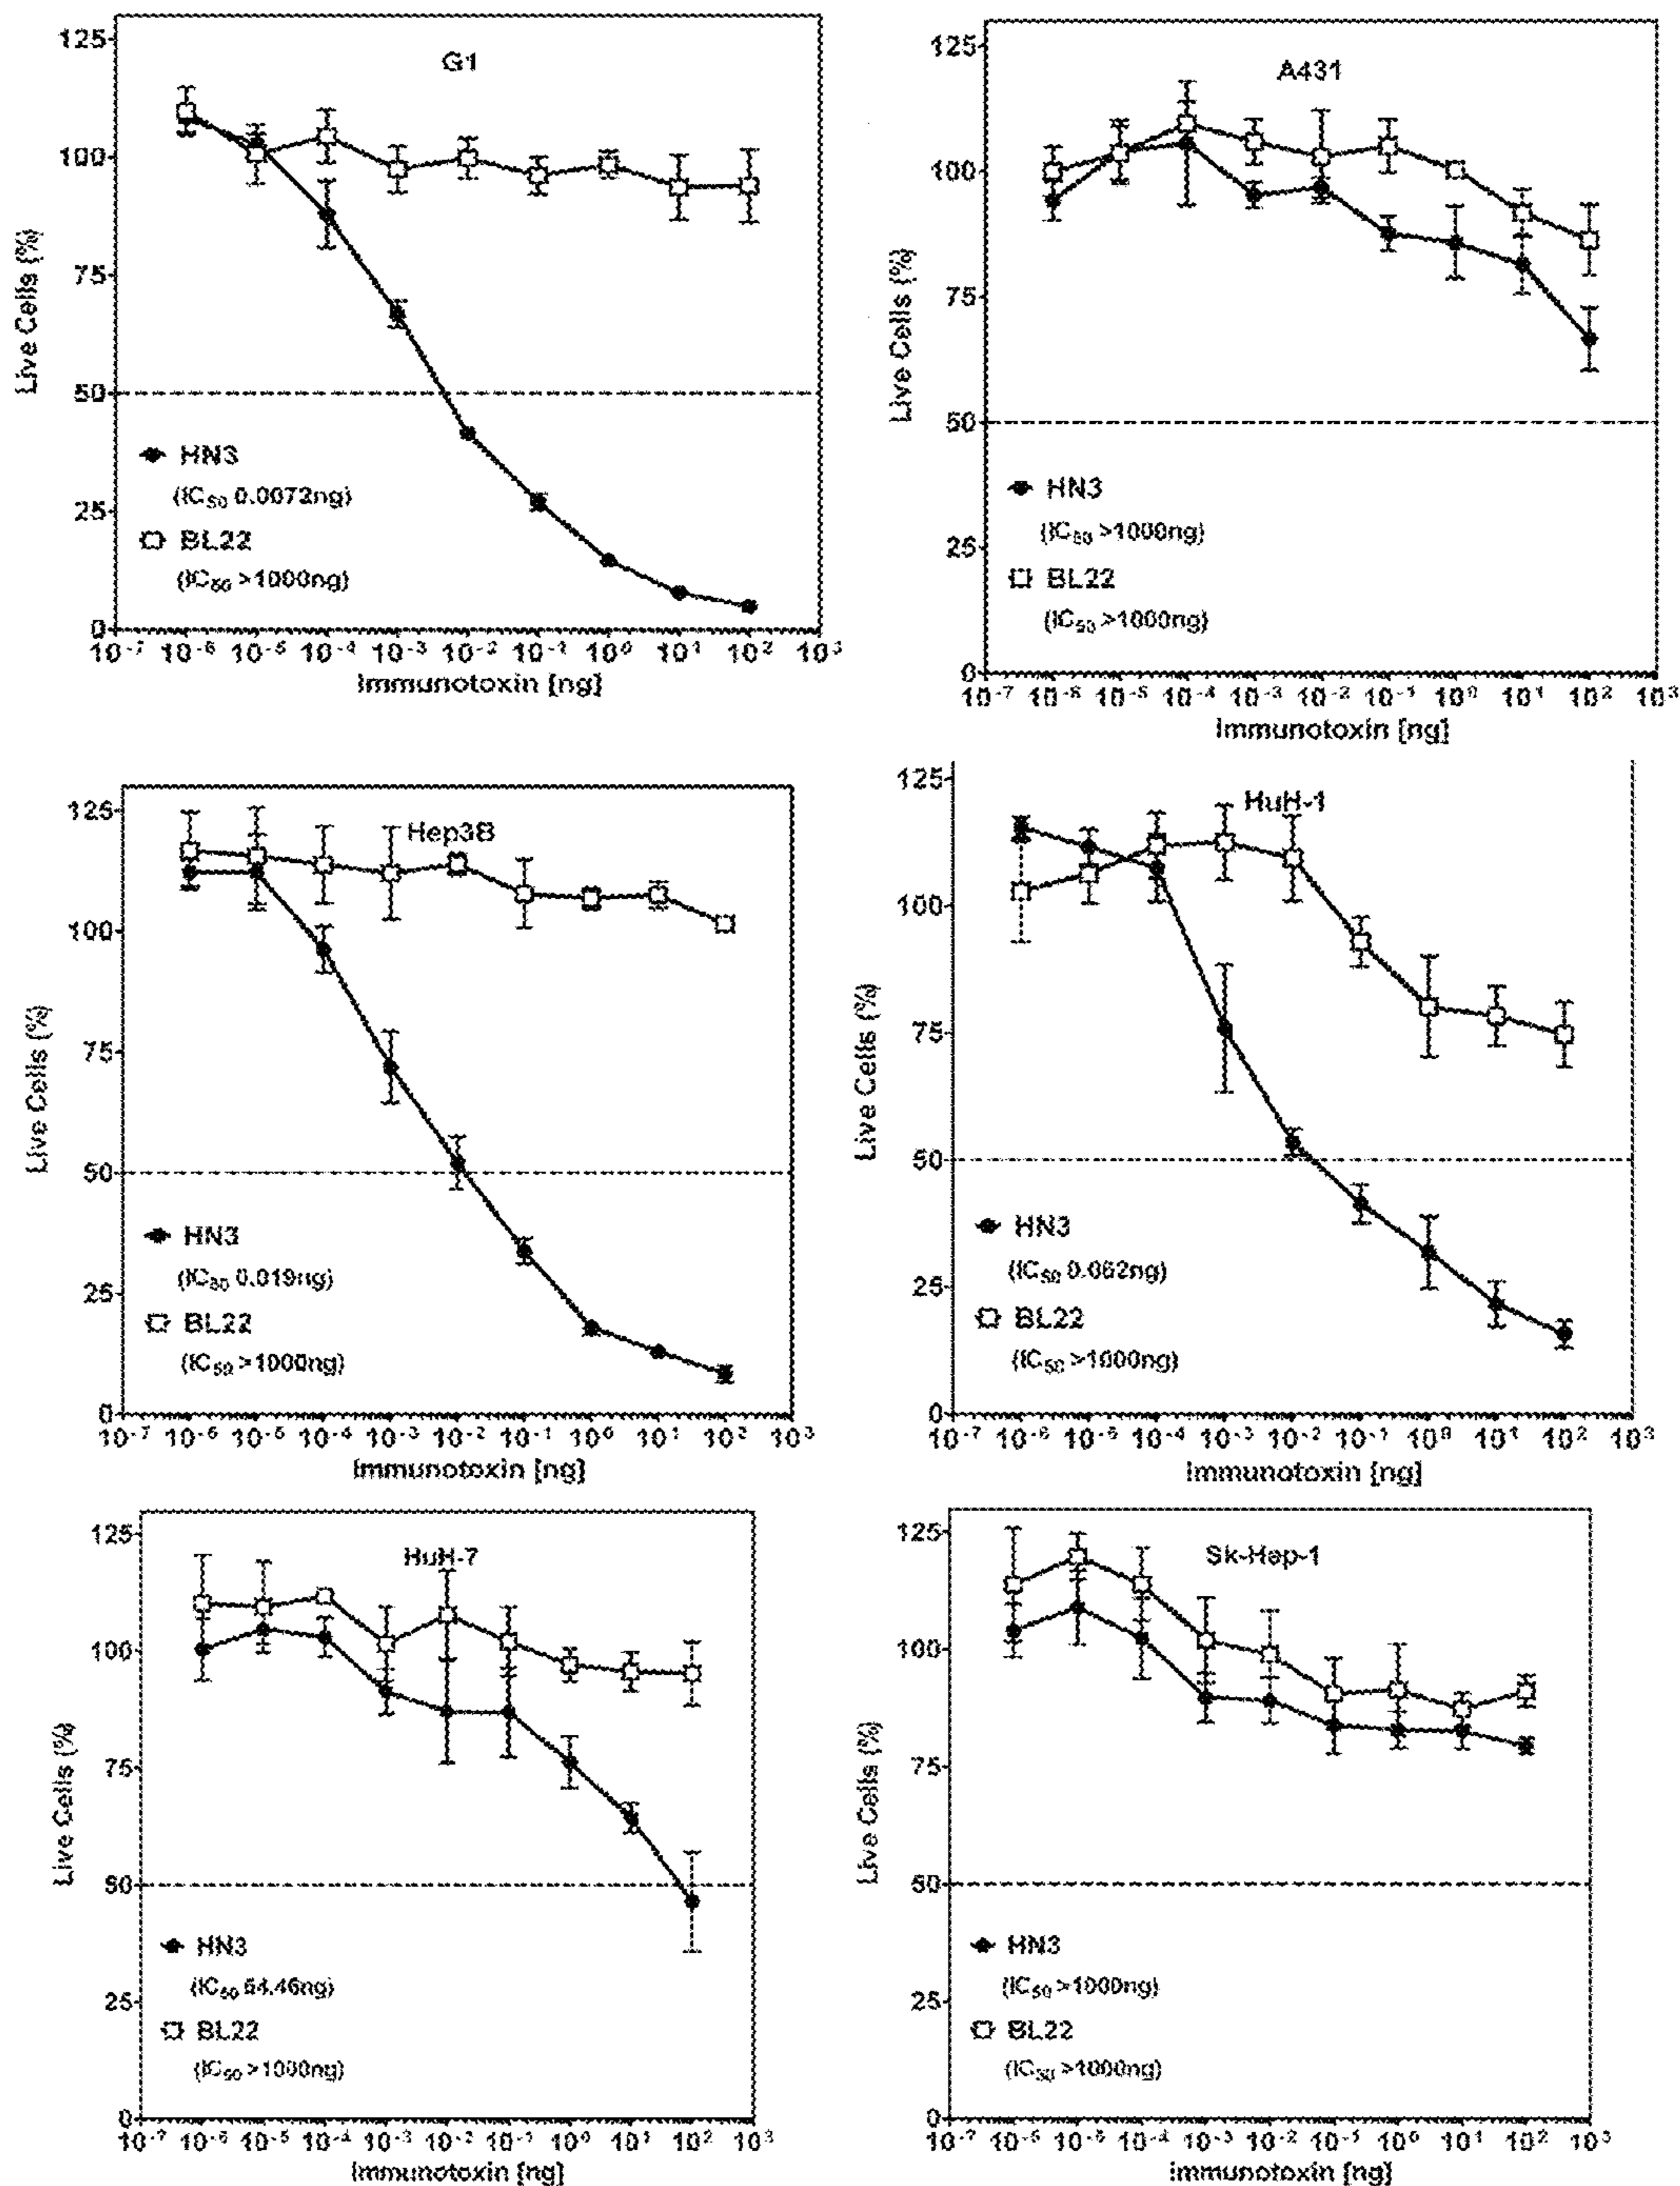 G1
125
100
75
50
25
0
Live Cells (%)
HN3
(IC50 0.0073ng)
BL22
(IC50 >1000ng)
10-7 10-6 10-5 10-4 10-3 10-2 10-1 100 101 102 103
Immunotoxin [ng]
A431
125
100
75
50
25
0
Live Cells (%)
HN3
(IC50 >1000ng)
BL22
(IC50 >1000ng)
10-7 10-6 10-5 10-4 10-3 10-2 10-1 100 101 102 103
Immunotoxin [ng]
Hep3B
125
100
75
50
25
0
Live Cells (%)
HN3
(IC50 0.019ng)
BL22
(IC50 >1000ng)
10-7 10-6 10-5 10-4 10-3 10-2 10-1 100 101 102 103
Immunotoxin [ng]
HuH-1
125
100
75
50
25
0
Live Cells (%)
HN3
(IC50 0.062ng)
BL22
(IC50 >1000ng)
10-7 10-6 10-5 10-4 10-3 10-2 10-1 100 101 102 103
Immunotoxin [ng]
HuH-7
125
100
75
50
25
0
Live Cells (%)
HN3
(IC50
BL22
(IC50 >1000ng)
10-7 10-6 10-5 10-4 10-3 10-2 10-1 100 101 102 103
Immunotoxin [ng]
Sk-Hep-1
125
100
75
50
25
0
Live Cells (%)
HN3
(IC50 >1000ng)
BL22
(IC50 >1000ng)
10-7 10-6 10-5 10-4 10-3 10-2 10-1 100 101 102 103
Immunotoxin [ng]